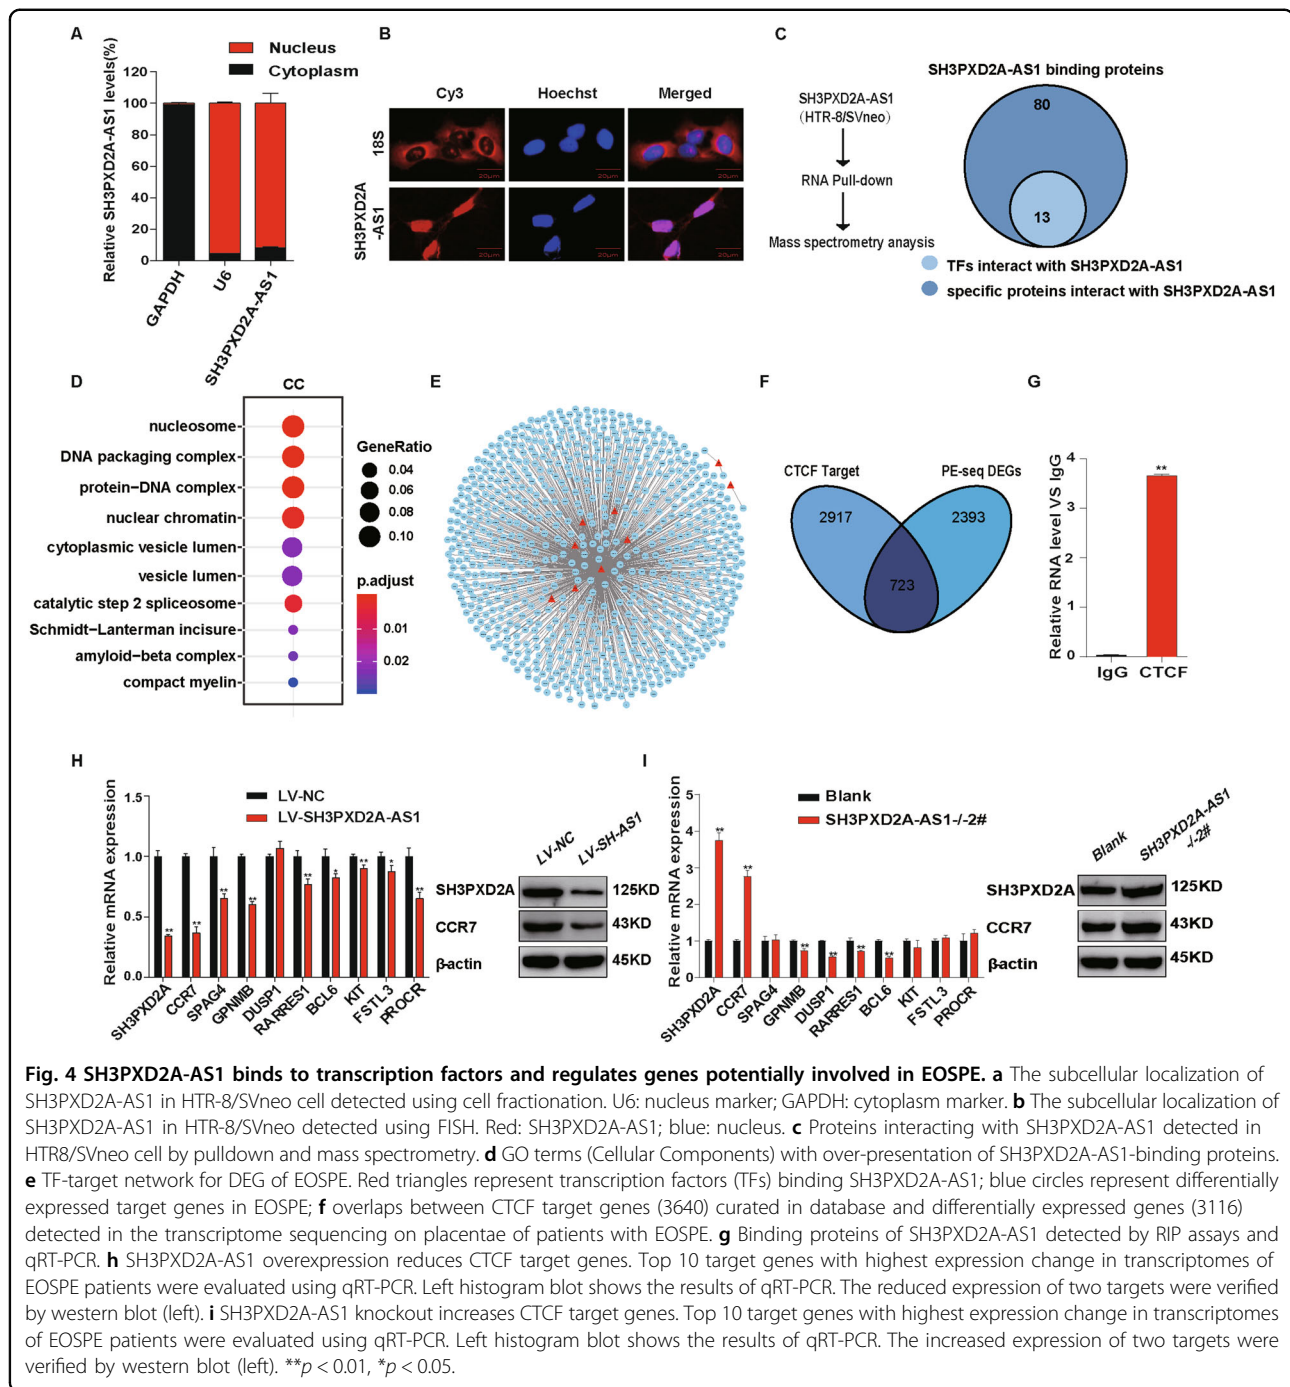 A
Relative SH3PXD2A-AS1 levels(%)
Nucleus
Cytoplasm
120
100
80
60
40
20
0
GAPDH
U6
SH3PXD2A-AS1
B
Cy3
Hoechst
Merged
18S
20μm
20μm
20μm
SH3PXD2A
-AS1
20μm
20μm
20μm
C
SH3PXD2A-AS1
(HTR-8/SVneo)
RNA Pull-down
Mass spectrometry anaysis
SH3PXD2A-AS1 binding proteins
80
13
TFs interact with SH3PXD2A-AS1
specific proteins interact with SH3PXD2A-AS1
D
CC
nucleosome
DNA packaging complex
protein−DNA complex
nuclear chromatin
cytoplasmic vesicle lumen
vesicle lumen
catalytic step 2 spliceosome
Schmidt−Lanterman incisure
amyloid−beta complex
compact myelin
GeneRatio
0.04
0.06
0.08
0.10
p.adjust
0.01
0.02
E
F
CTCF Target
PE-seq DEGs
2917
2393
723
G
Relative RNA level VS IgG
4
3
2
1
0
**
IgG
CTCF
H
Relative mRNA expression
LV-NC
LV-SH3PXD2A-AS1
1.5
1.0
0.5
0.0
** ** ** ** ** * ** * **
SH3PXD2A
CCR7
SPAG4
GPNMB
DUSP1
RARRES1
BCL6
KIT
FSTL3
PROCR
LV-NC
LV-SH-AS1
SH3PXD2A
125KD
CCR7
43KD
β-actin
45KD
I
Relative mRNA expression
Blank
SH3PXD2A-AS1-/-2#
5
4
3
2
1
0
** ** ** ** ** **
SH3PXD2A
CCR7
SPAG4
GPNMB
DUSP1
RARRES1
BCL6
KIT
FSTL3
PROCR
Blank
SH3PXD2A-AS1
-/-2#
SH3PXD2A
125KD
CCR7
43KD
β-actin
45KD
Fig. 4 SH3PXD2A-AS1 binds to transcription factors and regulates genes potentially involved in EOSPE. a The subcellular localization of
SH3PXD2A-AS1 in HTR-8/SVneo cell detected using cell fractionation. U6: nucleus marker; GAPDH: cytoplasm marker. b The subcellular localization of
SH3PXD2A-AS1 in HTR-8/SVneo detected using FISH. Red: SH3PXD2A-AS1; blue: nucleus. c Proteins interacting with SH3PXD2A-AS1 detected in
HTR8/SVneo cell by pulldown and mass spectrometry. d GO terms (Cellular Components) with over-presentation of SH3PXD2A-AS1-binding proteins.
e TF-target network for DEG of EOSPE. Red triangles represent transcription factors (TFs) binding SH3PXD2A-AS1; blue circles represent differentially
expressed target genes in EOSPE; f overlaps between CTCF target genes (3640) curated in database and differentially expressed genes (3116)
detected in the transcriptome sequencing on placentae of patients with EOSPE. g Binding proteins of SH3PXD2A-AS1 detected by RIP assays and
qRT-PCR. h SH3PXD2A-AS1 overexpression reduces CTCF target genes. Top 10 target genes with highest expression change in transcriptomes of
EOSPE patients were evaluated using qRT-PCR. Left histogram blot shows the results of qRT-PCR. The reduced expression of two targets were verified
by western blot (left). i SH3PXD2A-AS1 knockout increases CTCF target genes. Top 10 target genes with highest expression change in transcriptomes
of EOSPE patients were evaluated using qRT-PCR. Left histogram blot shows the results of qRT-PCR. The increased expression of two targets were
verified by western blot (left). **p < 0.01, *p < 0.05.